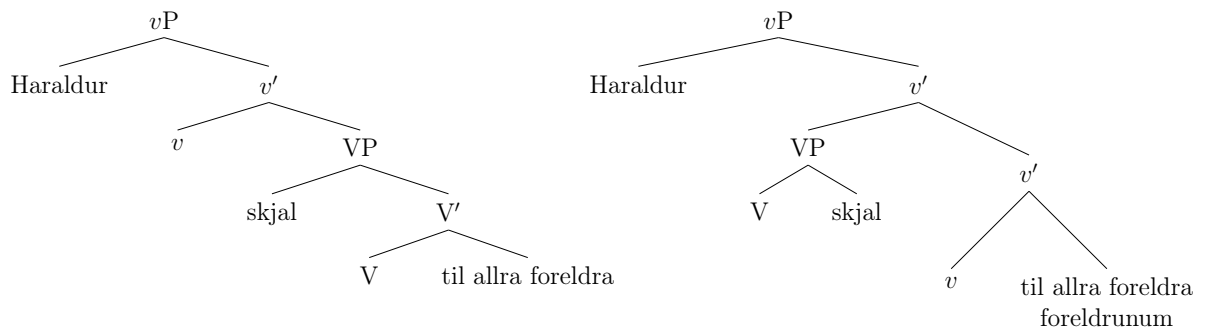 vP
Haraldur v′
v VP
skjal V′
V til allra foreldra
vP
Haraldur v′
VP v′
V skjal
v til allra foreldra
foreldrunum